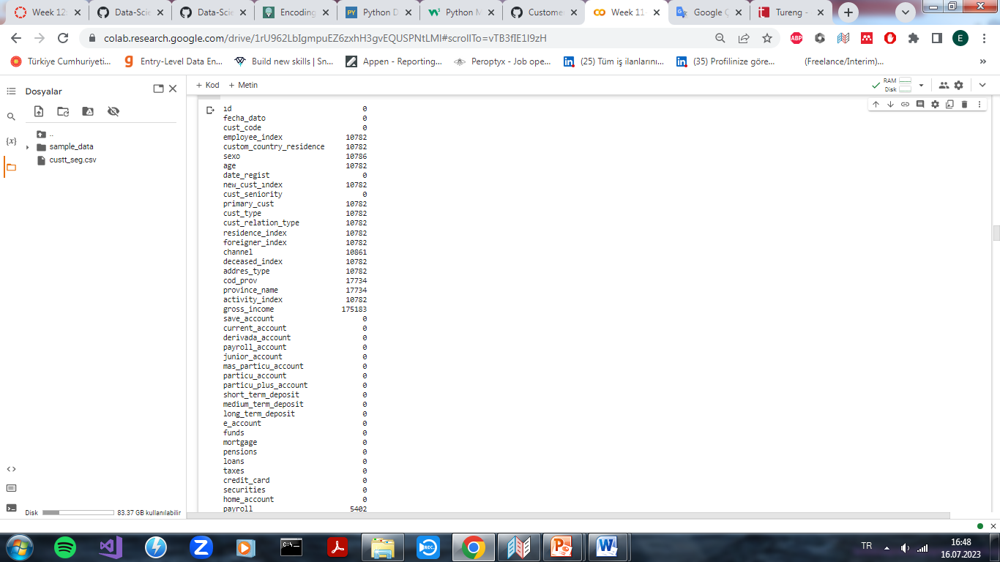 Week 12:
Data-Scie
Data-Scie
Encoding
Python D
Python M
Custome
Week 11
Google Ç
Tureng -
colab.research.google.com/drive/1rU962LbIgmpuEZ6zxhH3gvEQUSPNtLMI#scrollTo=vTB3fIE1I9zH
E
Türkiye Cumhuriyeti...
Entry-Level Data En...
Build new skills | Sn...
Appen - Reporting...
Peroptyx - Job ope...
(25) Tüm iş ilanlarını...
(35) Profilinize göre...
(Freelance/Interim)...
Dosyalar
+ Kod + Metin
RAM
Disk
..
sample_data
custt_seg.csv
id 0
fecha_dato 0
cust_code 0
employee_index 10782
custom_country_residence 10782
sexo 10786
age 10782
date_regist 0
new_cust_index 10782
cust_seniority 0
primary_cust 10782
cust_type 10782
cust_relation_type 10782
residence_index 10782
foreigner_index 10782
channel 10861
deceased_index 10782
addres_type 10782
cod_prov 17734
province_name 17734
activity_index 10782
gross_income 175183
save_account 0
current_account 0
derivada_account 0
payroll_account 0
junior_account 0
mas_particu_account 0
particu_account 0
particu_plus_account 0
short_term_deposit 0
medium_term_deposit 0
long_term_deposit 0
e_account 0
funds 0
mortgage 0
pensions 0
loans 0
taxes 0
credit_card 0
securities 0
home_account 0
payroll 5402
Disk 83.37 GB kullanılabilir
TR
16:48
16.07.2023